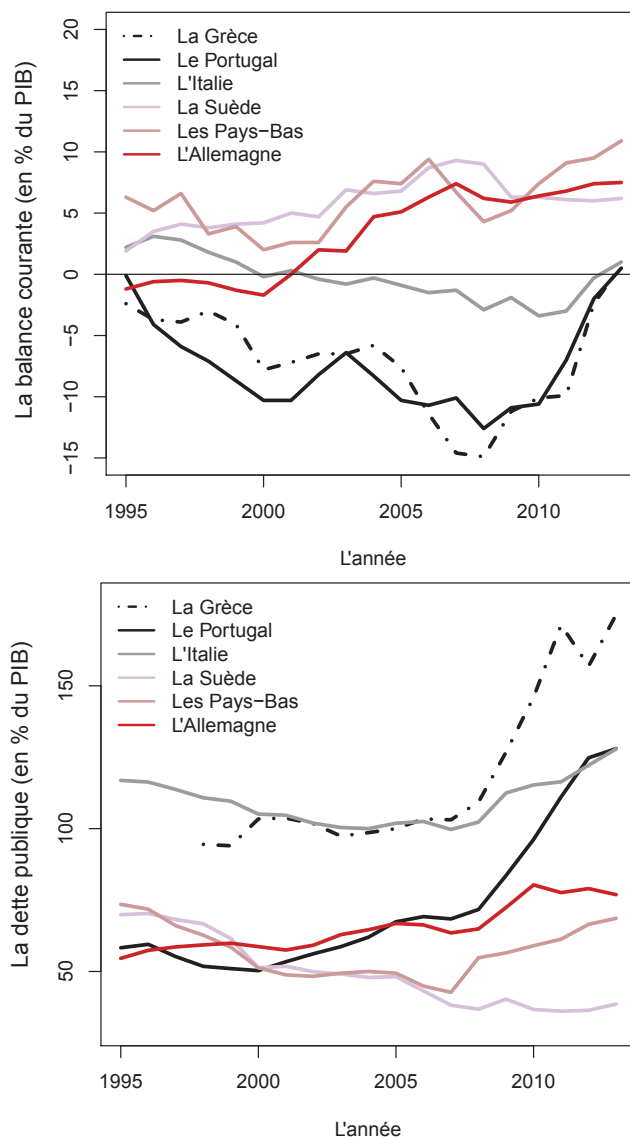 La balance courante (en % du PIB)
20
15
10
5
0
−5
−10
−15
La Grèce
Le Portugal
L'Italie
La Suède
Les Pays−Bas
L'Allemagne
1995 2000 2005 2010
L'année
La dette publique (en % du PIB)
150
100
50
La Grèce
Le Portugal
L'Italie
La Suède
Les Pays−Bas
L'Allemagne
1995 2000 2005 2010
L'année